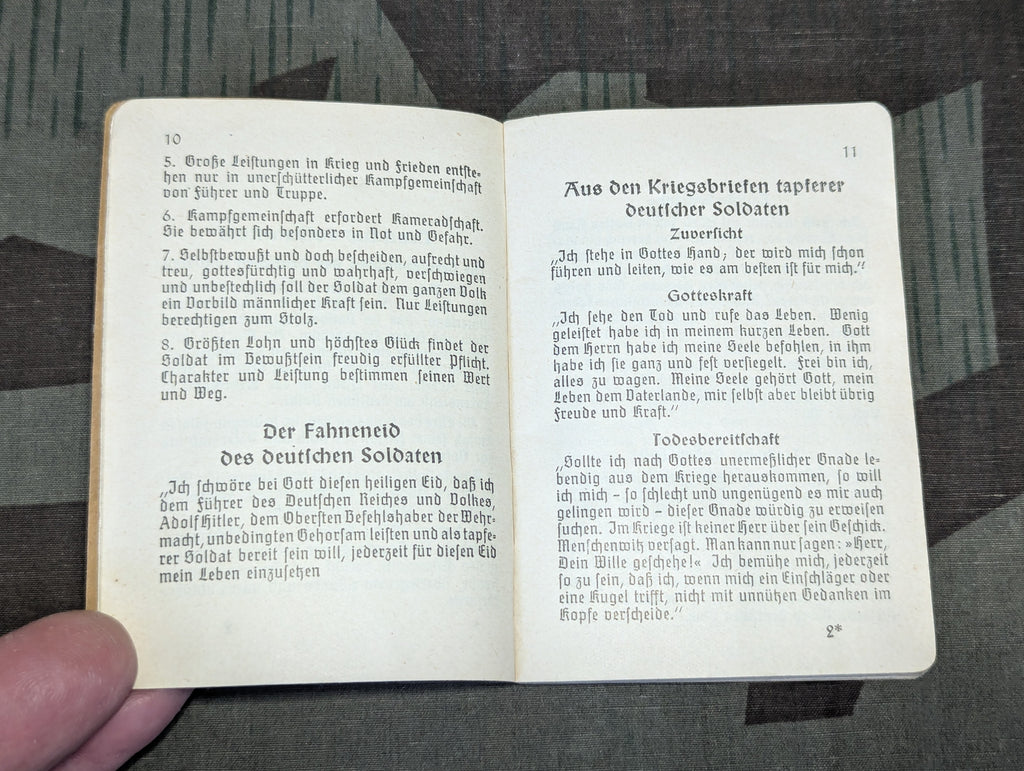 10
5. Große Leistungen in Krieg und Frieden entste-
hen nur in unerschütterlicher Kampfgemeinschaft
von Führer und Truppe.
6. Kampfgemeinschaft erfordert Kameradschaft.
Sie bewährt sich besonders in Not und Gefahr.
7. Selbstbewußt und doch bescheiden, aufrecht und
treu, gottesfürchtig und wahrhaft, verschwiegen
und unbestechlich soll der Soldat dem ganzen Volk
ein Vorbild männlicher Kraft sein. Nur Leistungen
berechtigen zum Stolz.
8. Größten Lohn und höchstes Glück findet der
Soldat im Bewußtsein freudig erfüllter Pflicht.
Charakter und Leistung bestimmen seinen Wert
und Weg.
Der Fahneneid
des deutschen Soldaten
„Ich schwöre bei Gott diesen heiligen Eid, daß ich
dem Führer des Deutschen Reiches und Volkes,
Adolf Hitler, dem Obersten Befehlshaber der Wehr-
macht, unbedingten Gehorsam leisten und als tapfe-
rer Soldat bereit sein will, jederzeit für diesen Eid
mein Leben einzusetzen
11
Aus den Kriegsbriefen tapferer
deutscher Soldaten
Zuversicht
„Ich stehe in Gottes Hand; der wird mich schon
führen und leiten, wie es am besten ist für mich.“
Gotteskraft
„Ich sehe den Tod und rufe das Leben. Wenig
geleistet habe ich in meinem kurzen Leben. Gott
dem Herrn habe ich meine Seele befohlen, in ihm
habe ich sie ganz und fest versiegelt. Frei bin ich,
alles zu wagen. Meine Seele gehört Gott, mein
Leben dem Vaterlande, mir selbst aber bleibt übrig
Freude und Kraft.“
Todesbereitschaft
„Sollte ich nach Gottes unermeßlicher Gnade le-
bendig aus dem Kriege herauskommen, so will
ich mich – so schlecht und ungenügend es mir auch
gelingen wird – dieser Gnade würdig zu erweisen
suchen. Im Kriege ist keiner Herr über sein Geschick.
Menschenwitz versagt. Man kann nur sagen: »Herr,
Dein Wille geschehe!« Ich bemühe mich, jederzeit
so zu sein, daß ich, wenn mich ein Einschläger oder
eine Kugel trifft, nicht mit unnützen Gedanken im
Kopfe verscheide.“
2*